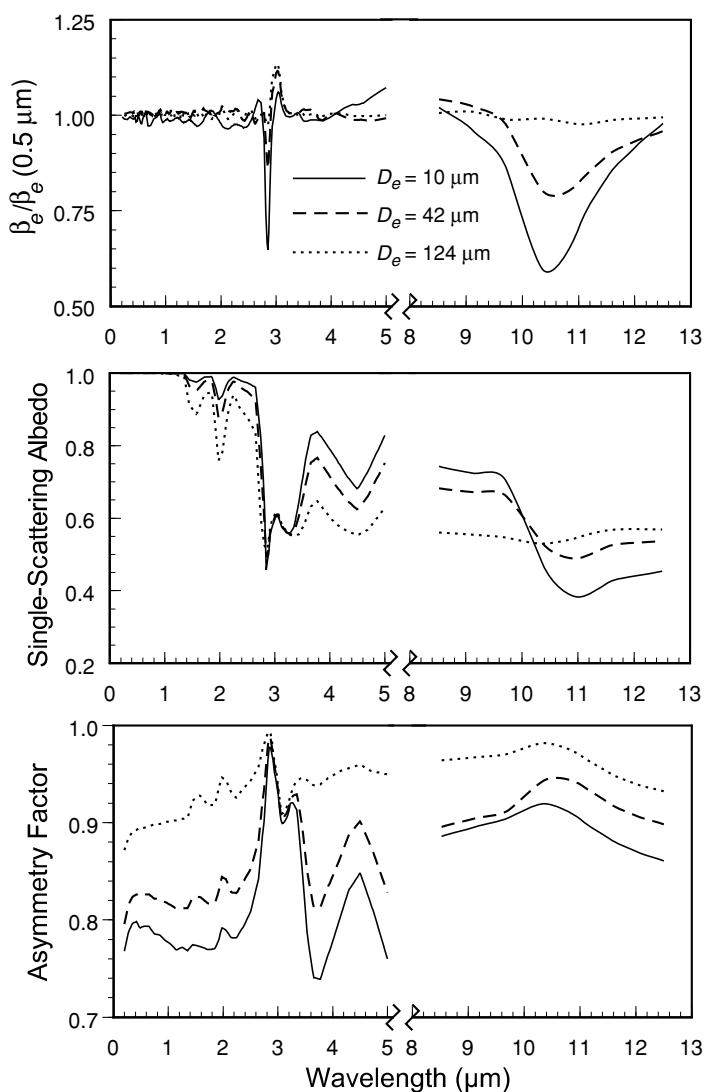 1.25
1.00
0.75
0.50
βe/βe (0.5 μm)
De = 10 μm
De = 42 μm
De = 124 μm
0 1 2 3 4 5 8 9 10 11 12 13
1.0
0.8
0.6
0.4
0.2
Single-Scattering Albedo
0 1 2 3 4 5 8 9 10 11 12 13
1.0
0.9
0.8
0.7
Asymmetry Factor
0 1 2 3 4 5 8 9 10 11 12 13
Wavelength (μm)